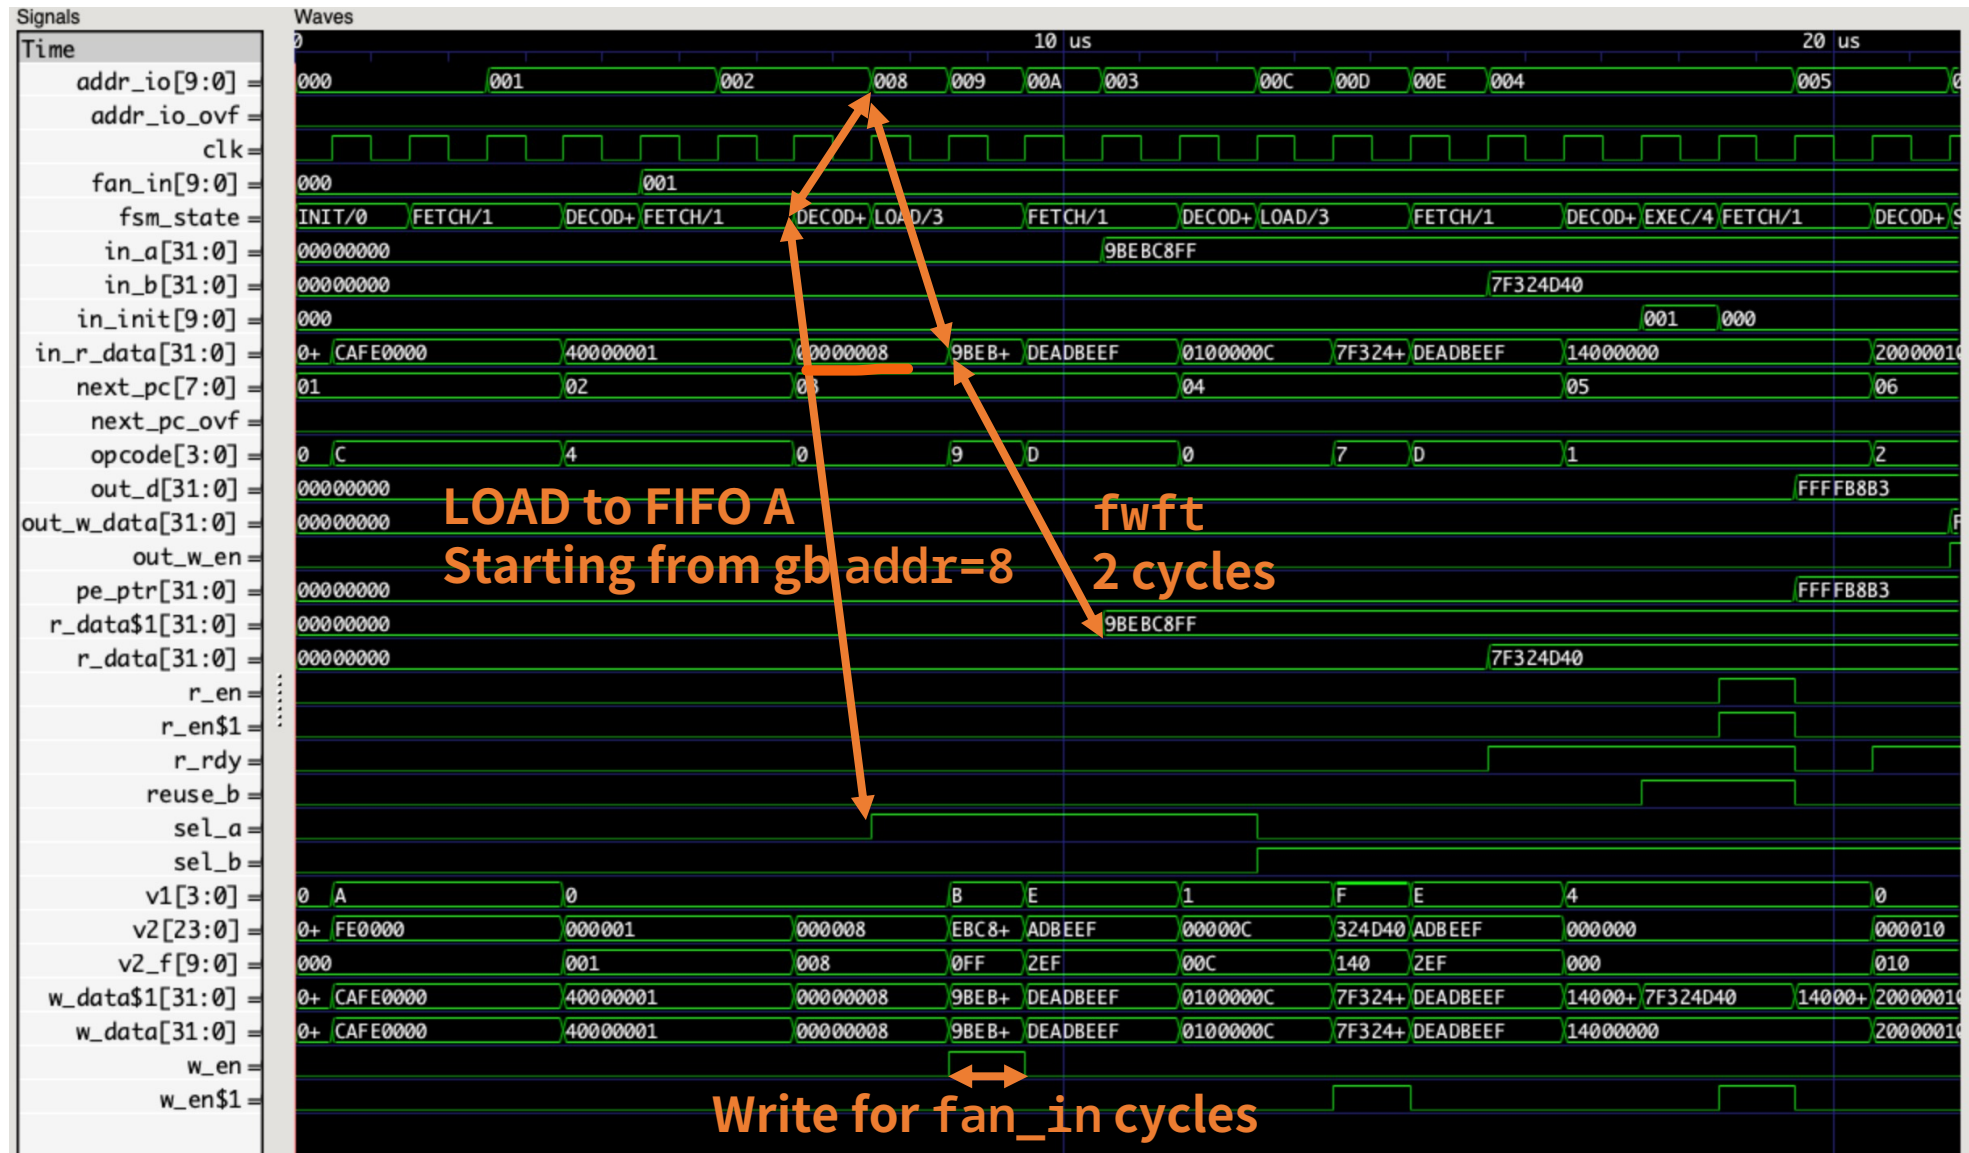 Signals Waves
Time 0 10 us 20 us
addr_io[9:0] = 000 001 002 008 009 00A 003 00C 00D 00E 004 005 0
addr_io_ovf =
clk =
fan_in[9:0] = 000 001
fsm_state = INIT/0 FETCH/1 DECOD+ FETCH/1 DECOD+ LOAD/3 FETCH/1 DECOD+ LOAD/3 FETCH/1 DECOD+ EXEC/4 FETCH/1 DECOD+ S
in_a[31:0] = 00000000 9BEBC8FF
in_b[31:0] = 00000000 7F324D40
in_init[9:0] = 000 001 000
in_r_data[31:0] = 0+ CAFE0000 40000001 00000008 9BEB+ DEADBEEF 0100000C 7F324+ DEADBEEF 14000000 20000010
next_pc[7:0] = 01 02 03 04 05 06
next_pc_ovf =
opcode[3:0] = 0 C 4 0 9 D 0 7 D 1 2
out_d[31:0] = 00000000 FFFFB8B3
out_w_data[31:0] = 00000000 F
out_w_en =
pe_ptr[31:0] = 00000000 FFFFB8B3
r_data$1[31:0] = 00000000 9BEBC8FF
r_data[31:0] = 00000000 7F324D40
r_en =
r_en$1 =
r_rdy =
reuse_b =
sel_a =
sel_b =
v1[3:0] = 0 A 0 B E 1 F E 4 0
v2[23:0] = 0+ FE0000 000001 000008 EBC8+ ADBEEF 00000C 324D40 ADBEEF 000000 000010
v2_f[9:0] = 000 001 008 0FF 2EF 00C 140 2EF 000 010
w_data$1[31:0] = 0+ CAFE0000 40000001 00000008 9BEB+ DEADBEEF 0100000C 7F324+ DEADBEEF 14000+ 7F324D40 14000+ 20000010
w_data[31:0] = 0+ CAFE0000 40000001 00000008 9BEB+ DEADBEEF 0100000C 7F324+ DEADBEEF 14000000 20000010
w_en =
w_en$1 =
LOAD to FIFO A
Starting from gb addr=8
fwft
2 cycles
Write for fan_in cycles